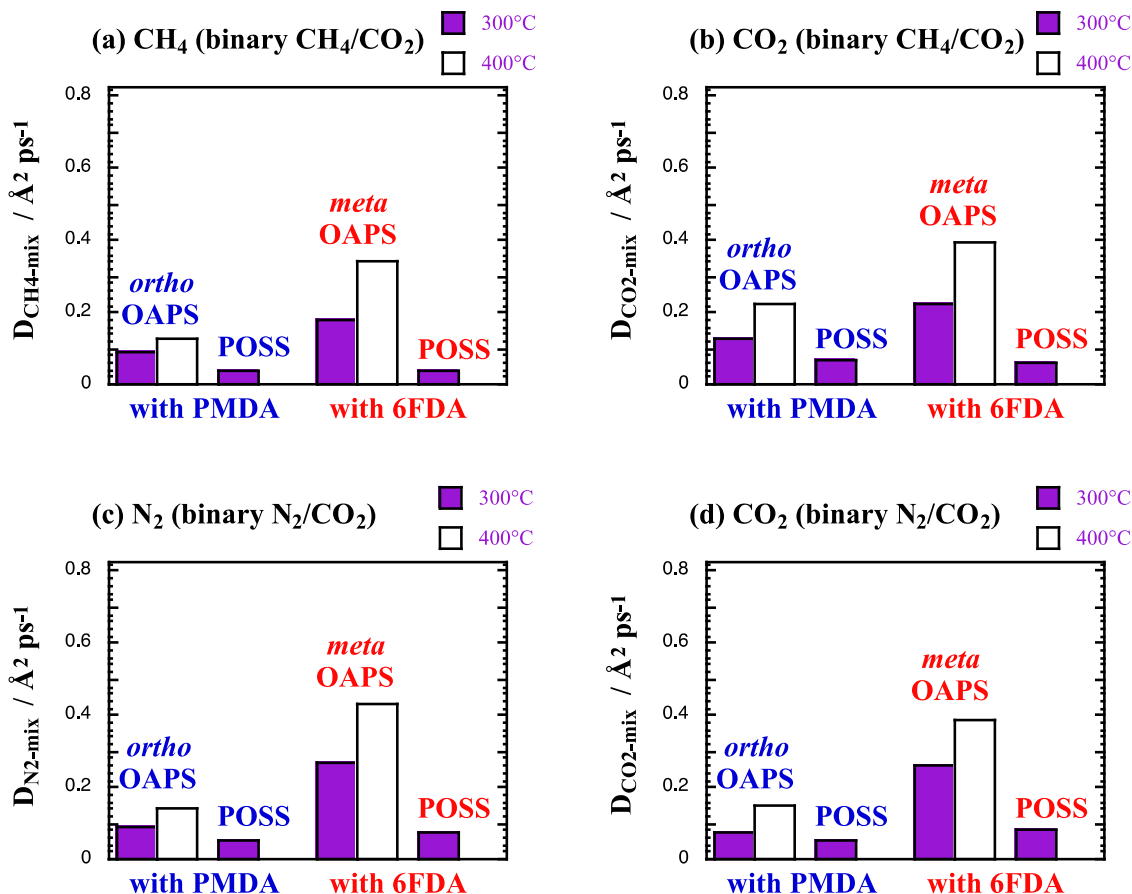 (a) CH4 (binary CH4/CO2)
300°C
400°C
0.8
0.6
0.4
0.2
0
DCH4-mix / Å2 ps-1
ortho
OAPS
POSS
meta
OAPS
POSS
with PMDA
with 6FDA
(b) CO2 (binary CH4/CO2)
300°C
400°C
0.8
0.6
0.4
0.2
0
DCO2-mix / Å2 ps-1
ortho
OAPS
POSS
meta
OAPS
POSS
with PMDA
with 6FDA
(c) N2 (binary N2/CO2)
300°C
400°C
0.8
0.6
0.4
0.2
0
DN2-mix / Å2 ps-1
ortho
OAPS
POSS
meta
OAPS
POSS
with PMDA
with 6FDA
(d) CO2 (binary N2/CO2)
300°C
400°C
0.8
0.6
0.4
0.2
0
DCO2-mix / Å2 ps-1
ortho
OAPS
POSS
meta
OAPS
POSS
with PMDA
with 6FDA